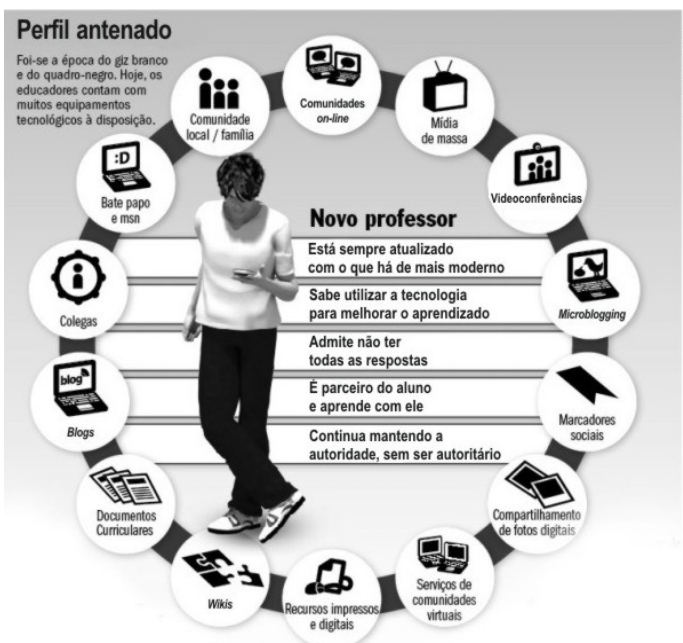 Perfil antenado
Foi-se a época do giz branco
e do quadro-negro. Hoje, os
educadores contam com
muitos equipamentos
tecnológicos à disposição.
Comunidade
local / família
Comunidades
on-line
Mídia
de massa
Videoconferências
Microblogging
Marcadores
sociais
Compartilhamento
de fotos digitais
Serviços de
comunidades
virtuais
Recursos impressos
e digitais
Wikis
Documentos
Curriculares
blog
Blogs
Colegas
:D
Bate papo
e msn
Novo professor
Está sempre atualizado
com o que há de mais moderno
Sabe utilizar a tecnologia
para melhorar o aprendizado
Admite não ter
todas as respostas
É parceiro do aluno
e aprende com ele
Continua mantendo a
autoridade, sem ser autoritário